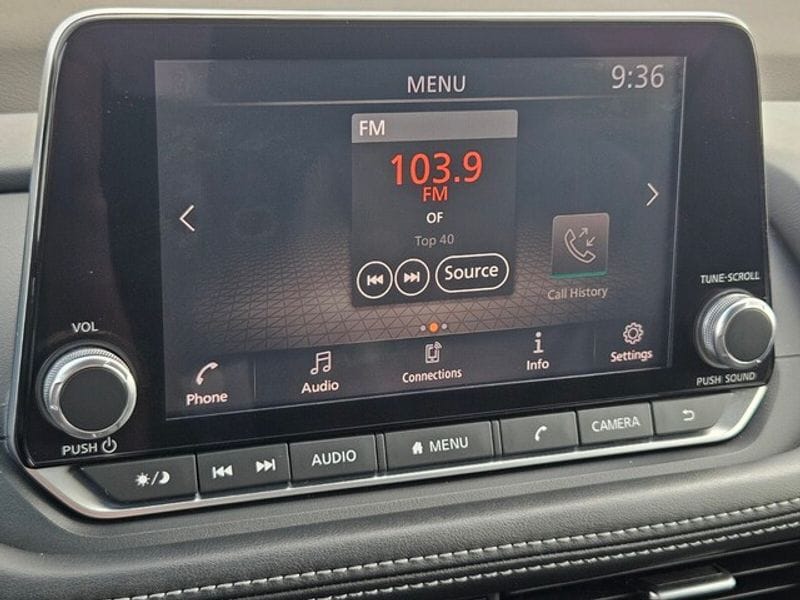 MENU
9:36
FM
103.9
FM
OF
Top 40
Source
Call History
TUNE·SCROLL
VOL
Phone
Audio
Connections
Info
Settings
PUSH SOUND
PUSH
AUDIO
MENU
CAMERA